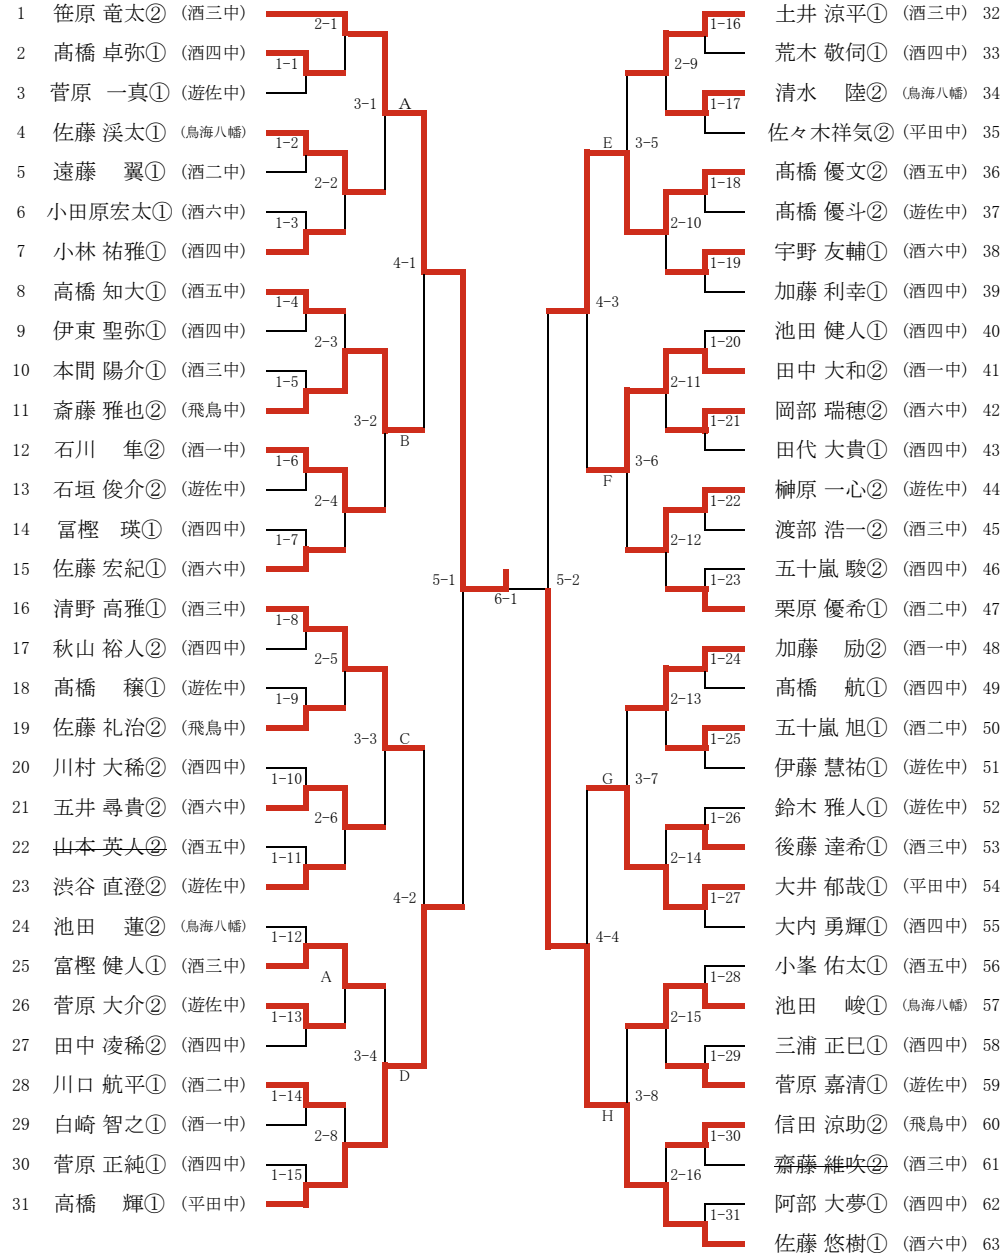 1 笹原 竜太② (酒三中)
2 髙橋 卓弥① (酒四中)
3 菅原 一真① (遊佐中)
4 佐藤 渓太① (鳥海八幡)
5 遠藤 翼① (酒二中)
6 小田原宏太① (酒六中)
7 小林 祐雅① (酒四中)
8 高橋 知大① (酒五中)
9 伊東 聖弥① (酒四中)
10 本間 陽介① (酒三中)
11 斎藤 雅也② (飛鳥中)
12 石川 隼② (酒一中)
13 石垣 俊介② (遊佐中)
14 冨樫 瑛① (酒四中)
15 佐藤 宏紀① (酒六中)
16 清野 高雅① (酒三中)
17 秋山 裕人② (酒四中)
18 髙橋 穣① (遊佐中)
19 佐藤 礼治② (飛鳥中)
20 川村 大稀② (酒四中)
21 五井 尋貴② (酒六中)
22 山本 英人② (酒五中)
23 渋谷 直澄② (遊佐中)
24 池田 蓮② (鳥海八幡)
25 富樫 健人① (酒三中)
26 菅原 大介② (遊佐中)
27 田中 凌稀② (酒四中)
28 川口 航平① (酒二中)
29 白崎 智之① (酒一中)
30 菅原 正純① (酒四中)
31 高橋 輝① (平田中)
2-1
1-1
3-1 A
1-2
2-2
1-3
4-1
1-4
2-3
1-5
3-2
B
1-6
2-4
1-7
5-1
6-1
1-8
2-5
1-9
3-3 C
1-10
2-6
1-11
4-2
1-12
A
1-13
3-4
D
1-14
2-8
1-15
1-16
2-9
1-17
E 3-5
1-18
2-10
1-19
4-3
1-20
2-11
1-21
3-6
F
1-22
2-12
5-2
1-23
1-24
2-13
1-25
G 3-7
1-26
2-14
1-27
4-4
1-28
2-15
1-29
3-8
H
1-30
2-16
1-31
土井 涼平① (酒三中) 32
荒木 敬伺① (酒四中) 33
清水 陸② (鳥海八幡) 34
佐々木祥気② (平田中) 35
髙橋 優文② (酒五中) 36
髙橋 優斗② (遊佐中) 37
宇野 友輔① (酒六中) 38
加藤 利幸① (酒四中) 39
池田 健人① (酒四中) 40
田中 大和② (酒一中) 41
岡部 瑞穂② (酒六中) 42
田代 大貴① (酒四中) 43
榊原 一心② (遊佐中) 44
渡部 浩一② (酒三中) 45
五十嵐 駿② (酒四中) 46
栗原 優希① (酒二中) 47
加藤 励② (酒一中) 48
髙橋 航① (酒四中) 49
五十嵐 旭① (酒二中) 50
伊藤 慧祐① (遊佐中) 51
鈴木 雅人① (遊佐中) 52
後藤 達希① (酒三中) 53
大井 郁哉① (平田中) 54
大内 勇輝① (酒四中) 55
小峯 佑太① (酒五中) 56
池田 峻① (鳥海八幡) 57
三浦 正巳① (酒四中) 58
菅原 嘉清① (遊佐中) 59
信田 涼助② (飛鳥中) 60
齋藤 維吹② (酒三中) 61
阿部 大夢① (酒四中) 62
佐藤 悠樹① (酒六中) 63